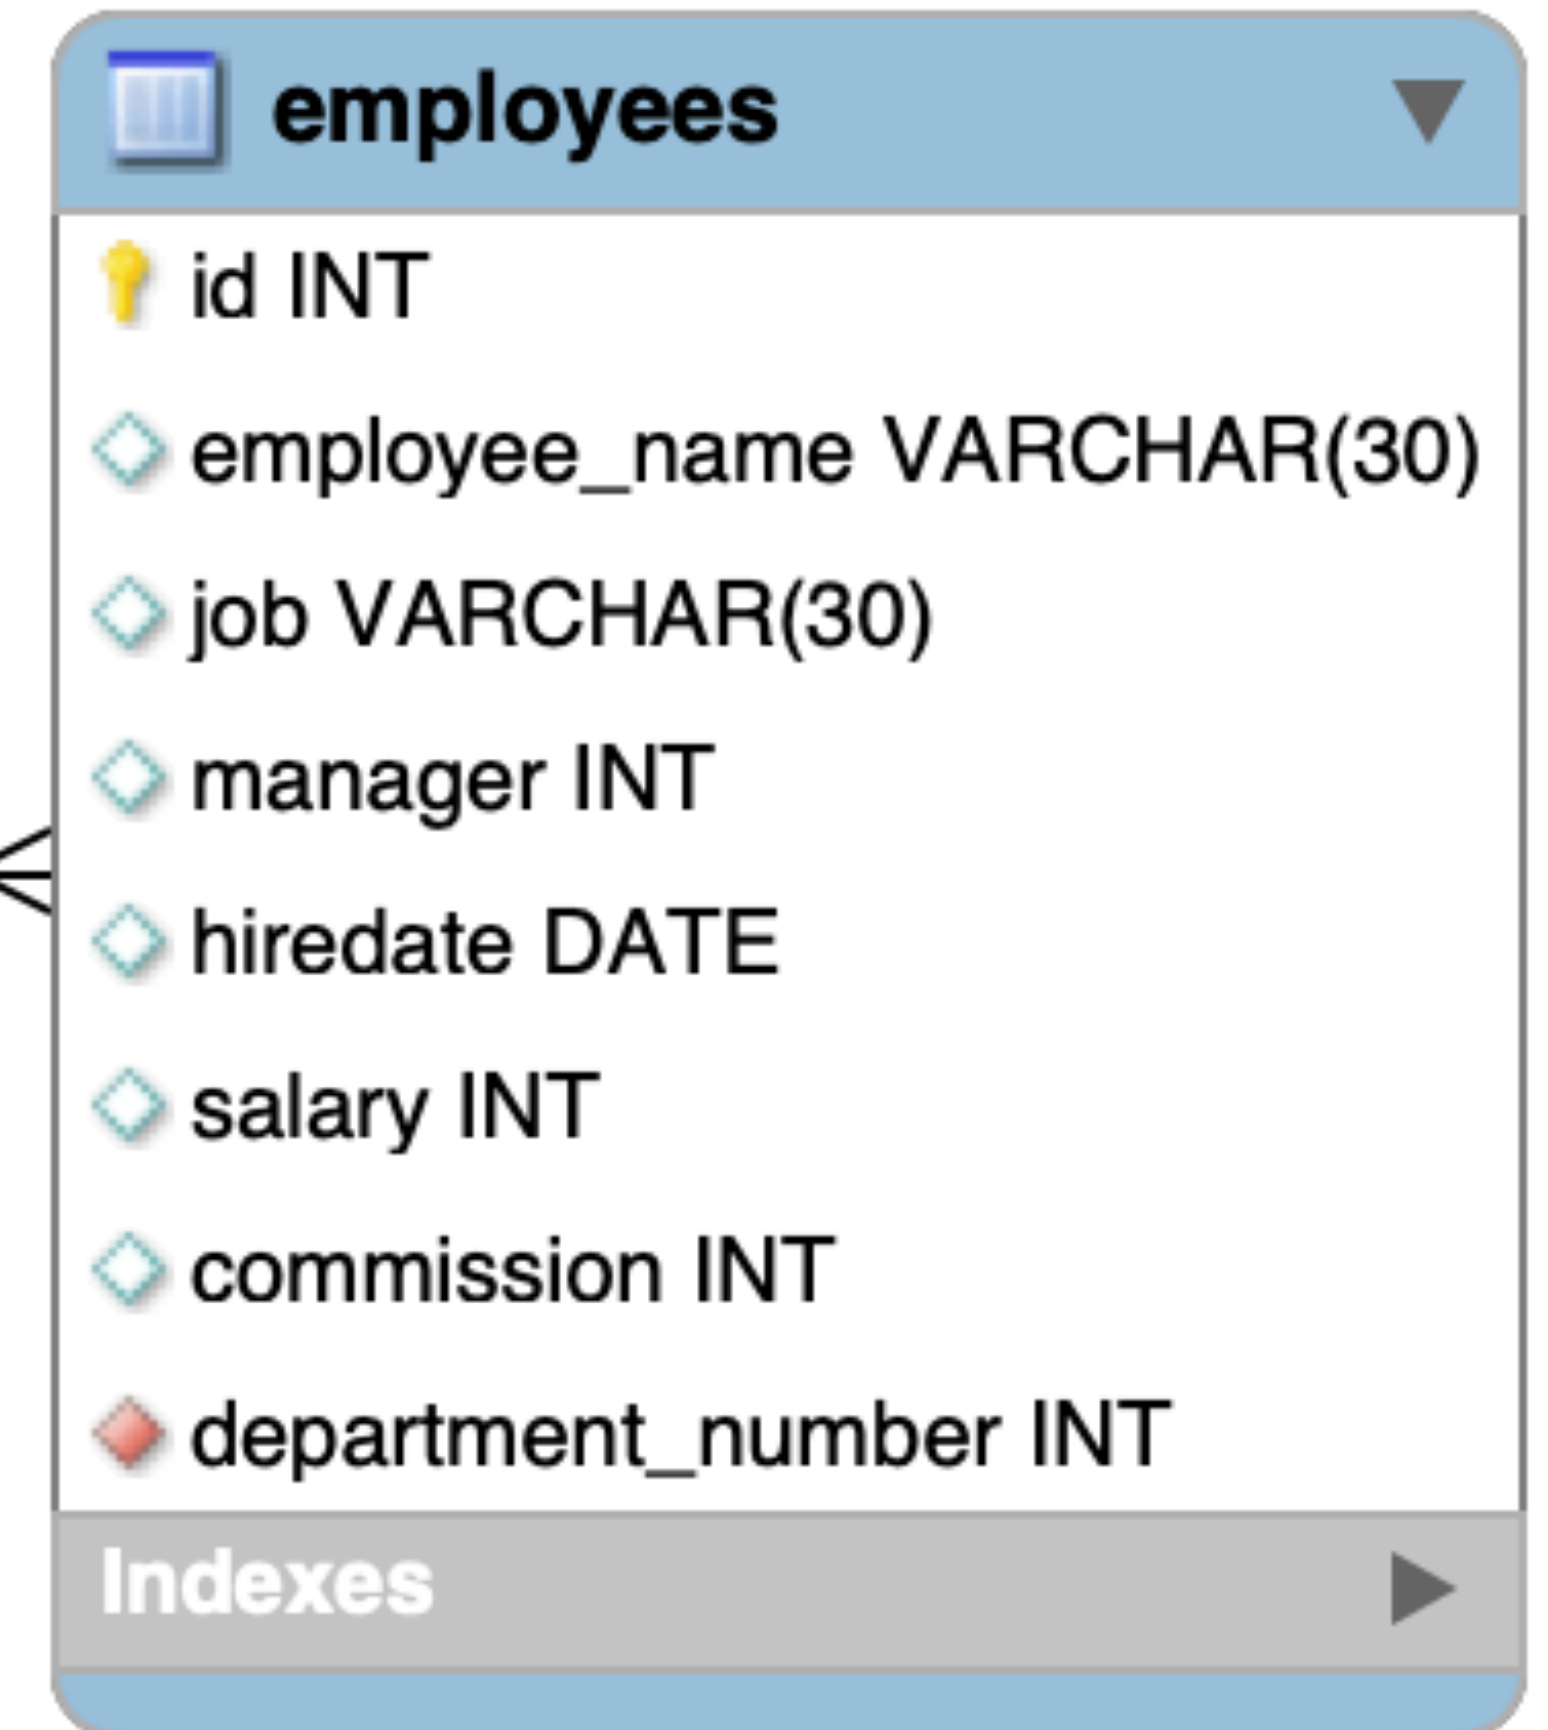 employees
id INT
employee_name VARCHAR(30)
job VARCHAR(30)
manager INT
hiredate DATE
salary INT
commission INT
department_number INT
Indexes